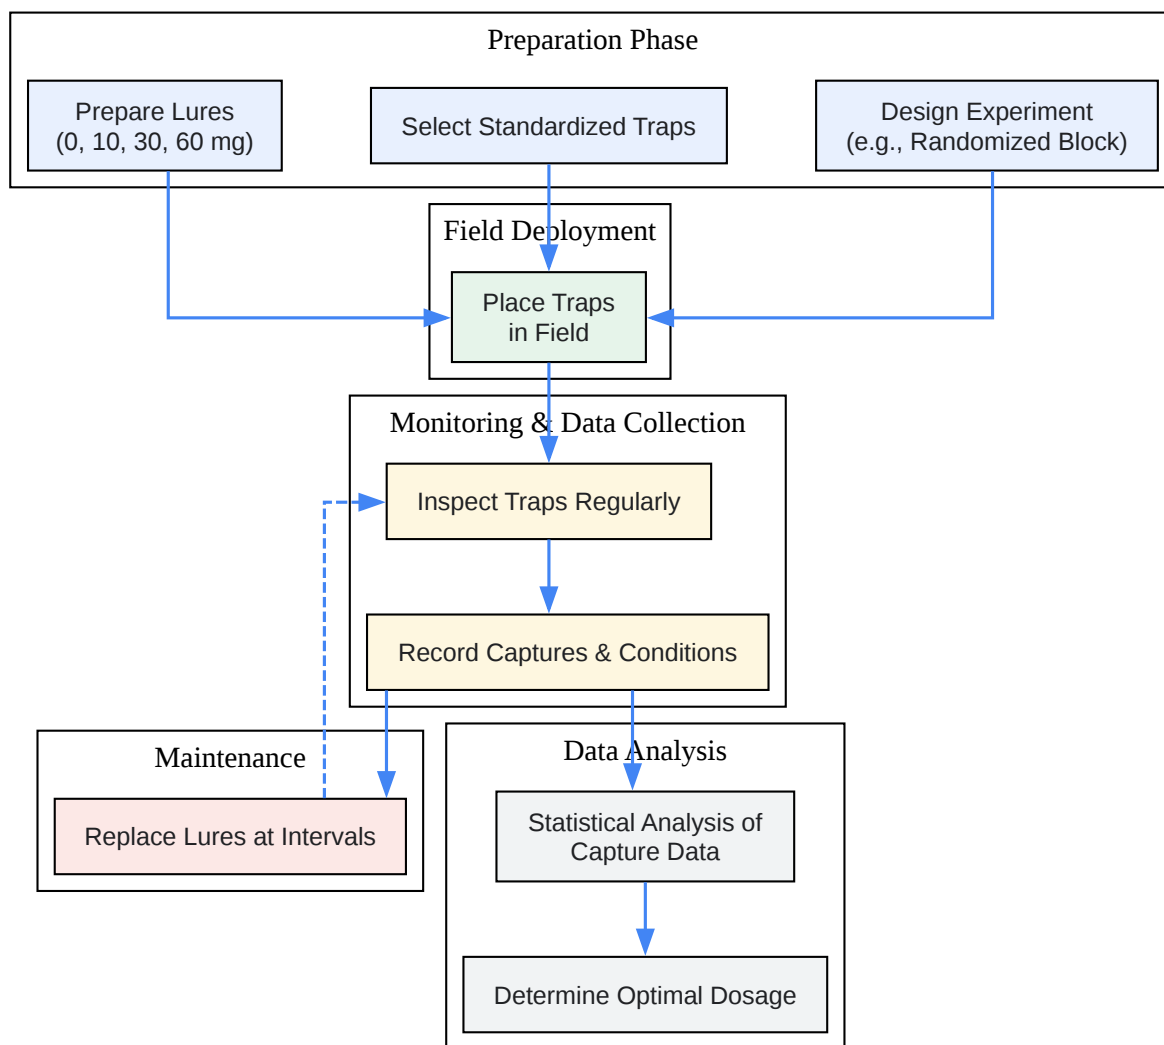 Preparation Phase
Prepare Lures
(0, 10, 30, 60 mg)
Select Standardized Traps
Design Experiment
(e.g., Randomized Block)
Field Deployment
Place Traps
in Field
Monitoring & Data Collection
Inspect Traps Regularly
Record Captures & Conditions
Maintenance
Replace Lures at Intervals
Data Analysis
Statistical Analysis of
Capture Data
Determine Optimal Dosage